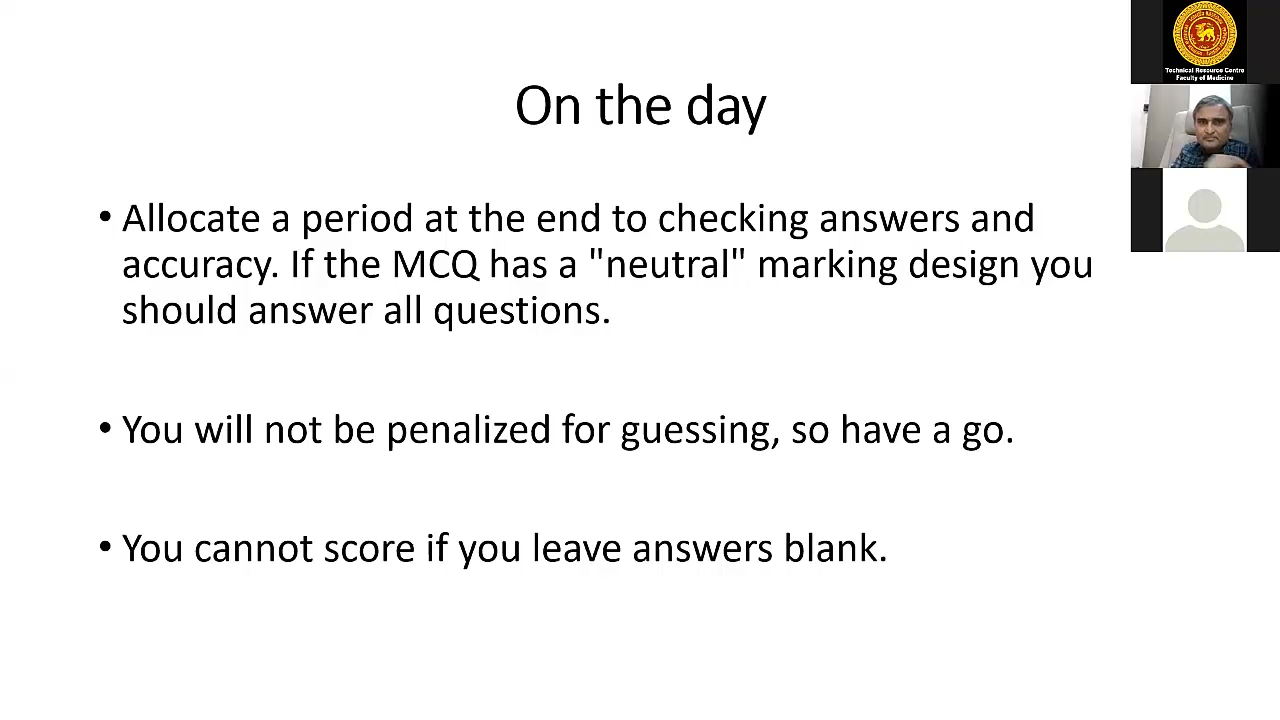 On the day
• Allocate a period at the end to checking answers and
accuracy. If the MCQ has a "neutral" marking design you
should answer all questions.
• You will not be penalized for guessing, so have a go.
• You cannot score if you leave answers blank.
Technical Resource Centre
Faculty of Medicine